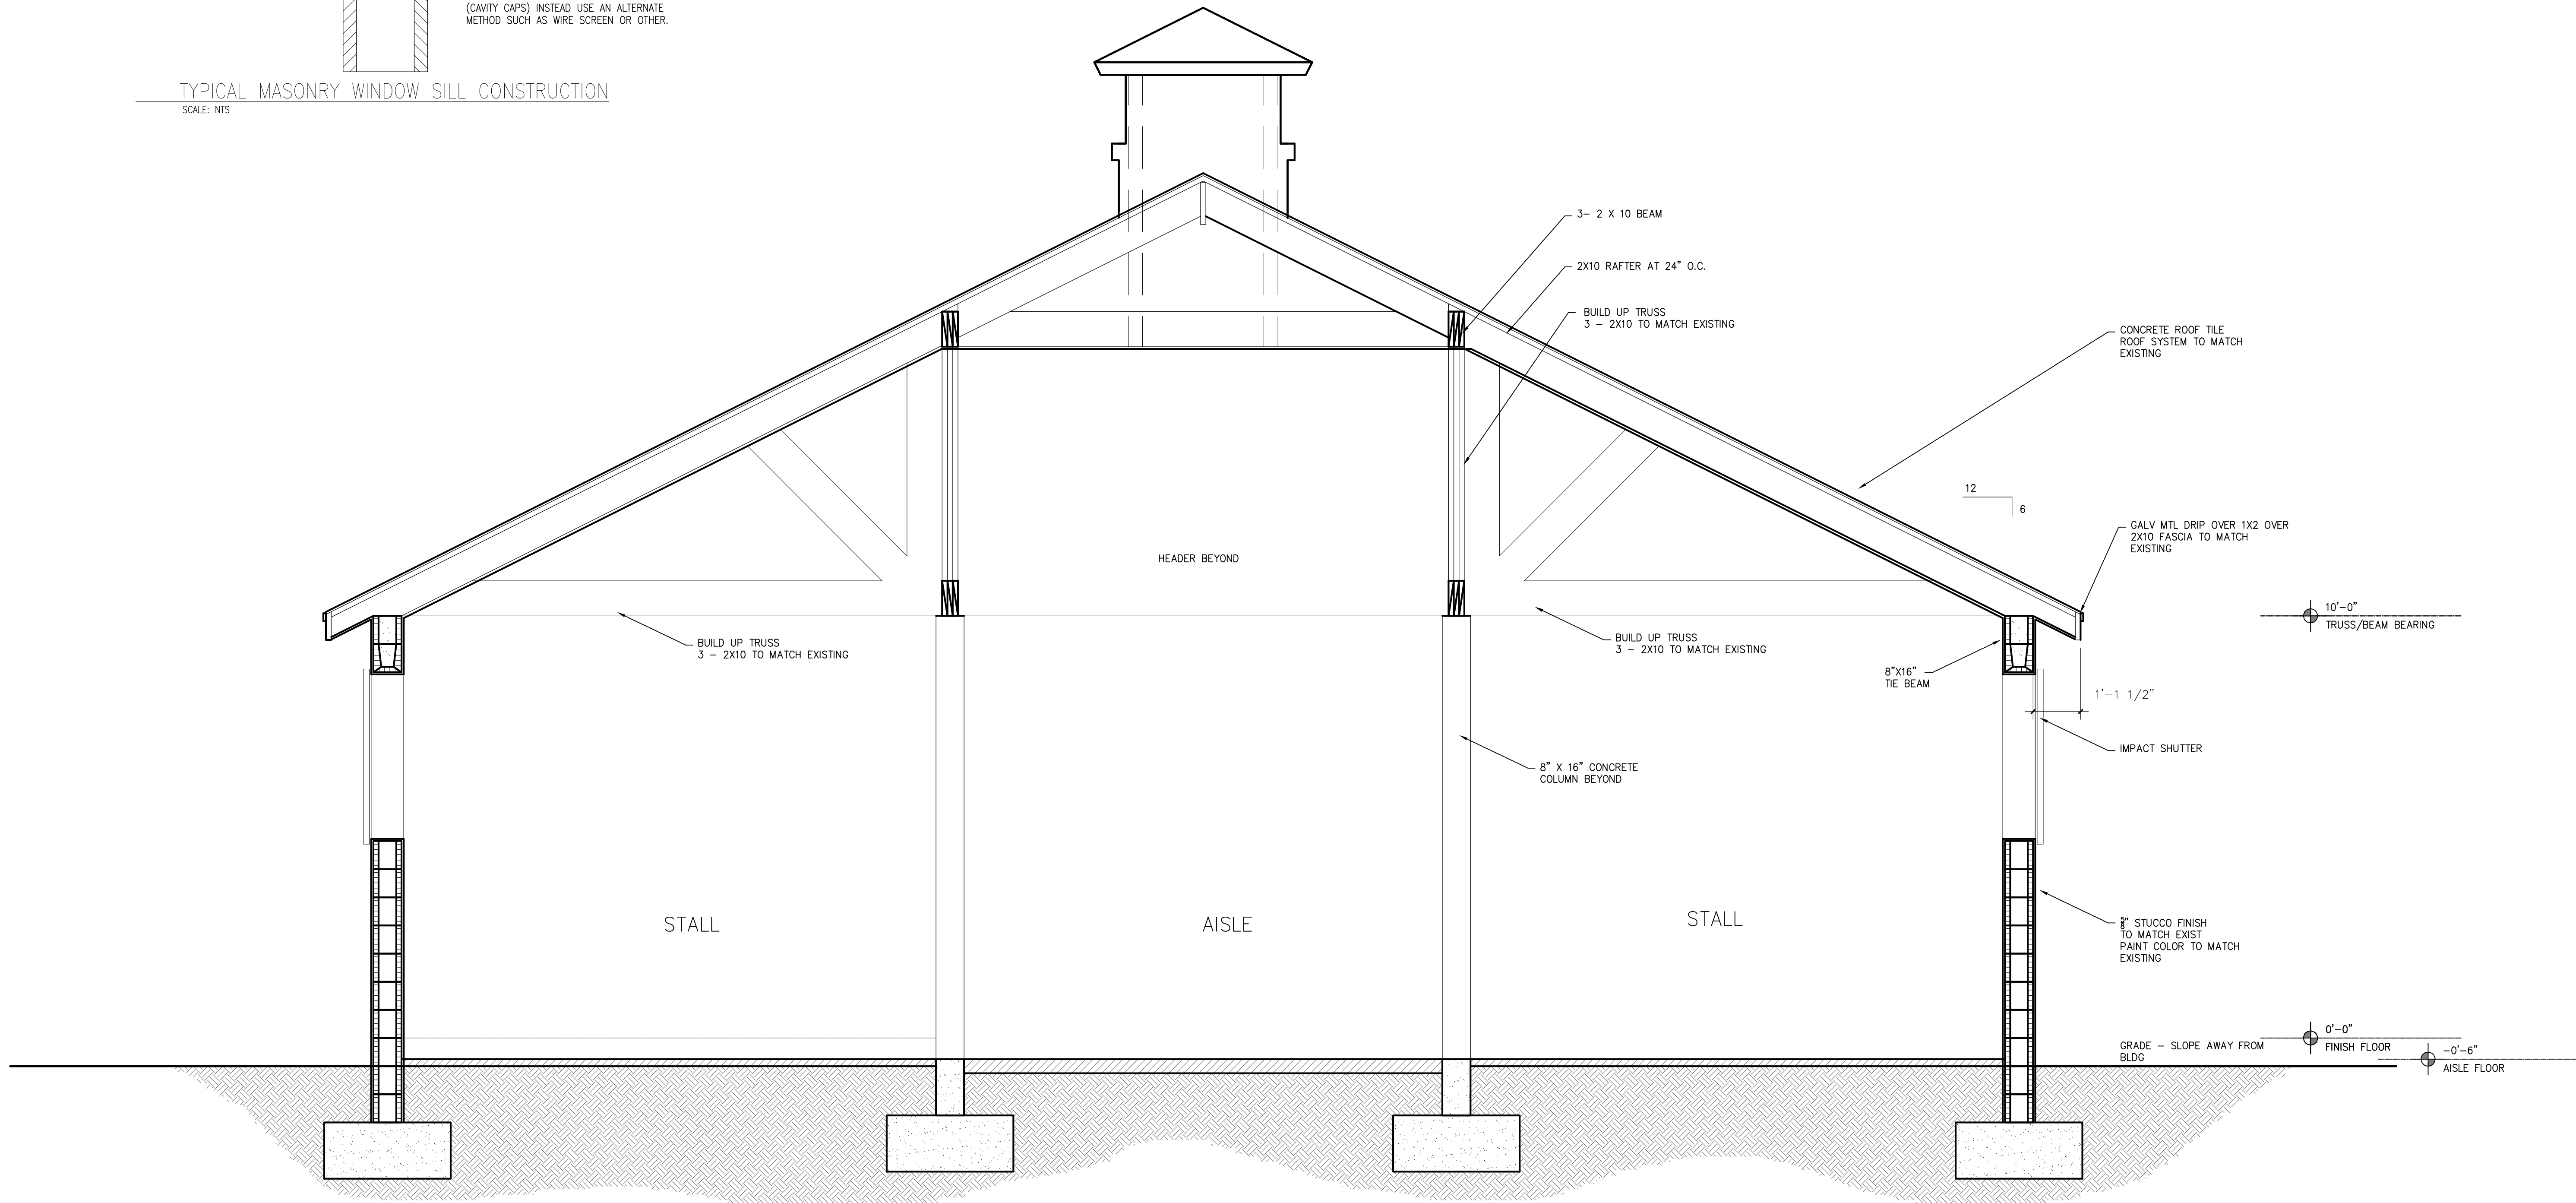 (CAVITY CAPS) INSTEAD USE AN ALTERNATE
METHOD SUCH AS WIRE SCREEN OR OTHER.
TYPICAL MASONRY WINDOW SILL CONSTRUCTION
SCALE: NTS
3- 2 X 10 BEAM
2X10 RAFTER AT 24" O.C.
BUILD UP TRUSS
3 - 2X10 TO MATCH EXISTING
CONCRETE ROOF TILE
ROOF SYSTEM TO MATCH
EXISTING
12
6
GALV MTL DRIP OVER 1X2 OVER
2X10 FASCIA TO MATCH
EXISTING
HEADER BEYOND
10'-0"
TRUSS/BEAM BEARING
BUILD UP TRUSS
3 - 2X10 TO MATCH EXISTING
BUILD UP TRUSS
3 - 2X10 TO MATCH EXISTING
8"X16"
TIE BEAM
1'-1 1/2"
IMPACT SHUTTER
8" X 16" CONCRETE
COLUMN BEYOND
STALL
AISLE
STALL
5/8" STUCCO FINISH
TO MATCH EXIST
PAINT COLOR TO MATCH
EXISTING
0'-0"
FINISH FLOOR
GRADE - SLOPE AWAY FROM
BLDG
-0'-6"
AISLE FLOOR